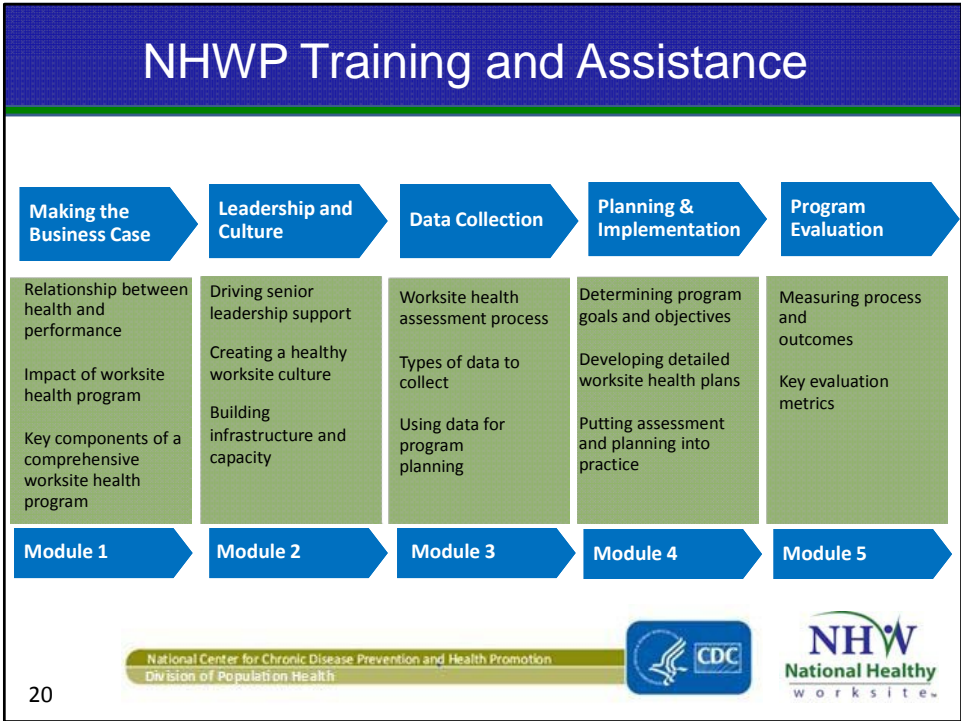 NHWP Training and Assistance
Making the
Business Case
Leadership and
Culture
Data Collection
Planning &
Implementation
Program
Evaluation
Relationship between
health and
performance
Impact of worksite
health program
Key components of a
comprehensive
worksite health
program
Driving senior
leadership support
Creating a healthy
worksite culture
Building
infrastructure and
capacity
Worksite health
assessment process
Types of data to
collect
Using data for
program
planning
Determining program
goals and objectives
Developing detailed
worksite health plans
Putting assessment
and planning into
practice
Measuring process
and
outcomes
Key evaluation
metrics
Module 1
Module 2
Module 3
Module 4
Module 5
National Center for Chronic Disease Prevention and Health Promotion
Division of Population Health
CDC
NHW
National Healthy
worksite
20